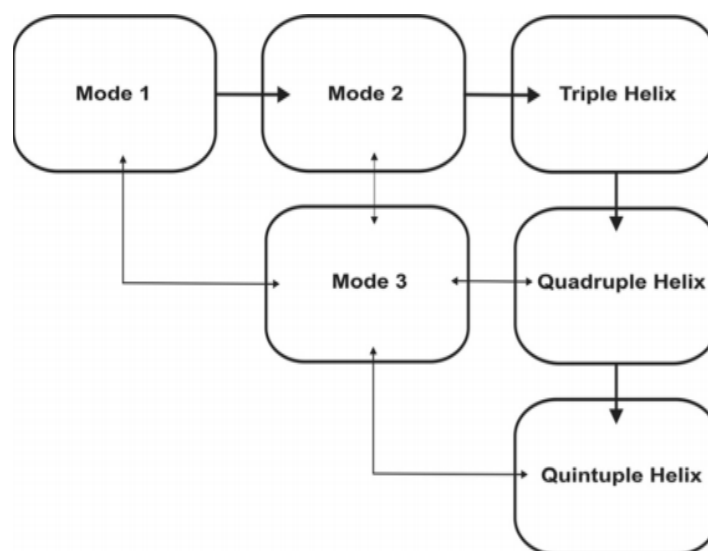 Mode 1
Mode 2
Triple Helix
Mode 3
Quadruple Helix
Quintuple Helix